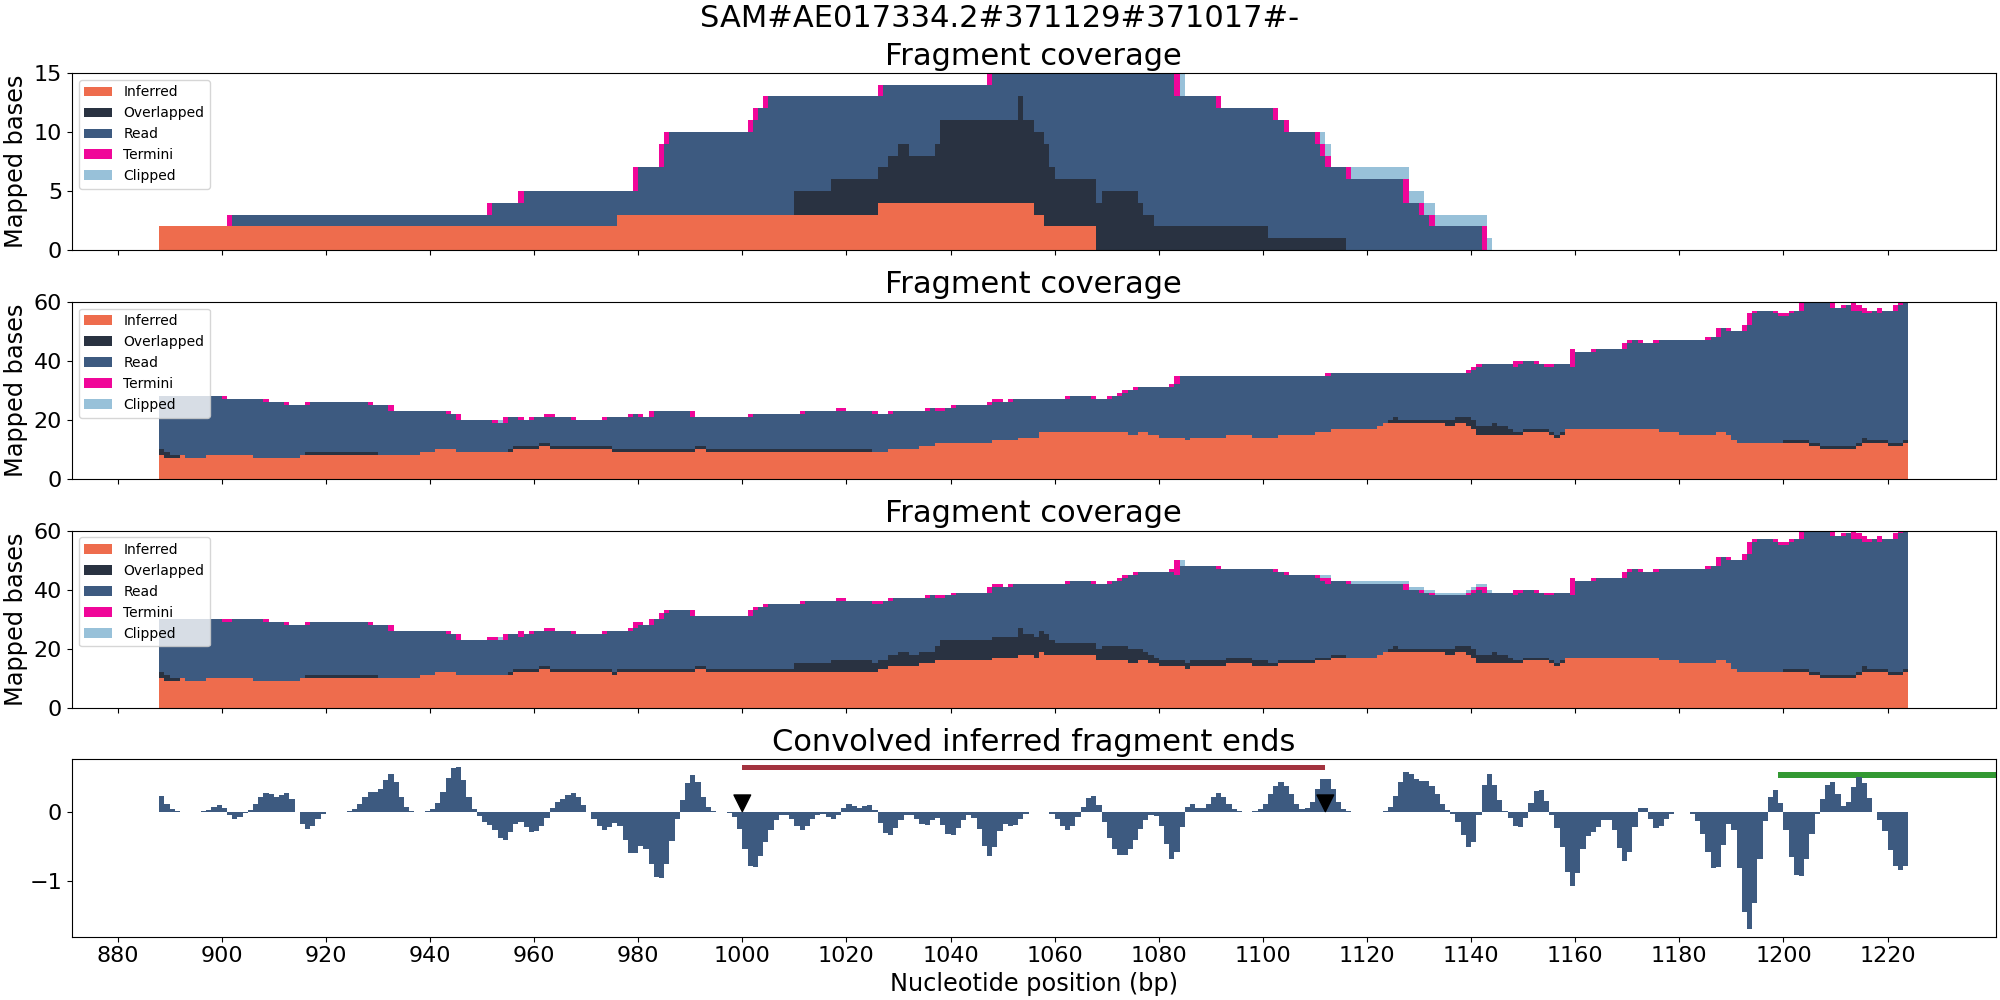 SAM#AE017334.2#371129#371017#-
Fragment coverage
Mapped bases
15
10
5
0
Inferred
Overlapped
Read
Termini
Clipped
Fragment coverage
Mapped bases
60
40
20
0
Inferred
Overlapped
Read
Termini
Clipped
Fragment coverage
Mapped bases
60
40
20
0
Inferred
Overlapped
Read
Termini
Clipped
Convolved inferred fragment ends
0
−1
880 900 920 940 960 980 1000 1020 1040 1060 1080 1100 1120 1140 1160 1180 1200 1220
Nucleotide position (bp)